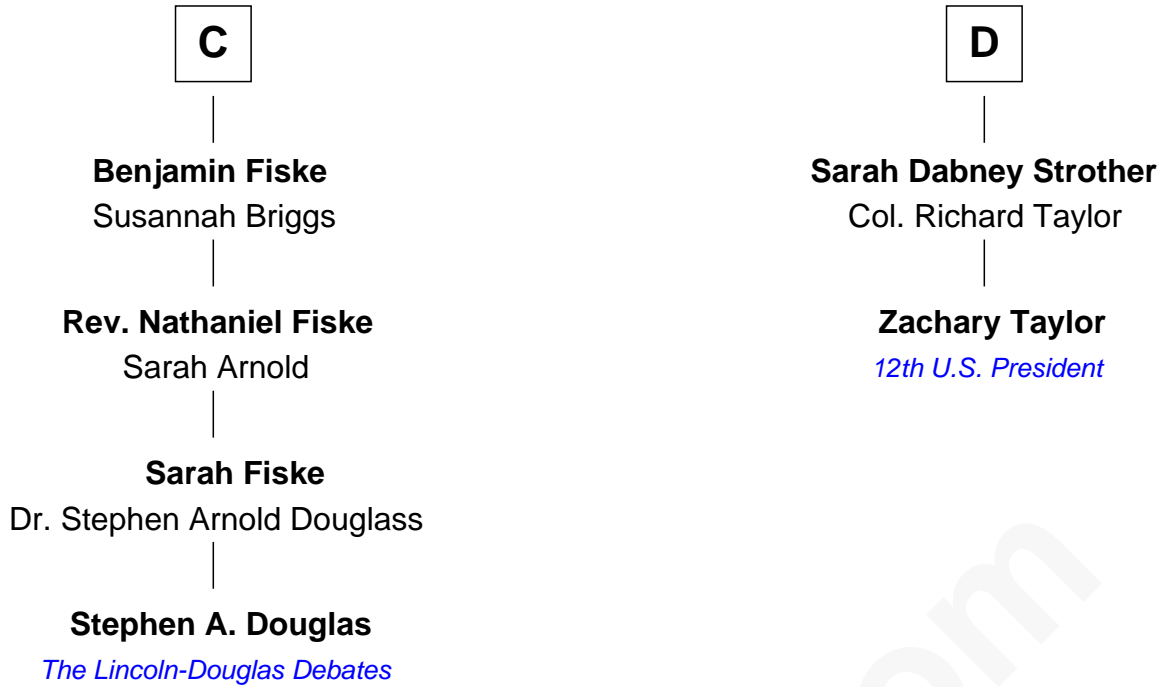 C
Benjamin Fiske
Susannah Briggs
Rev. Nathaniel Fiske
Sarah Arnold
Sarah Fiske
Dr. Stephen Arnold Douglass
Stephen A. Douglas
The Lincoln-Douglas Debates
D
Sarah Dabney Strother
Col. Richard Taylor
Zachary Taylor
12th U.S. President
om